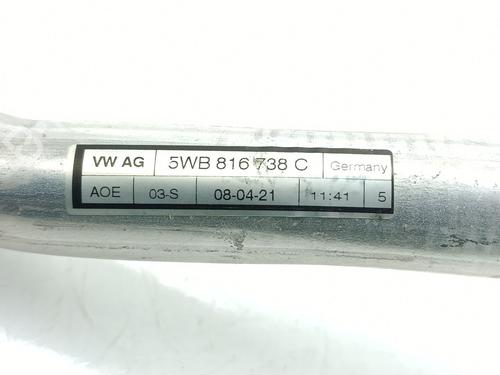 VW AG 5WB 816 738 C Germany
AOE 03-S 08-04-21 11:41 5